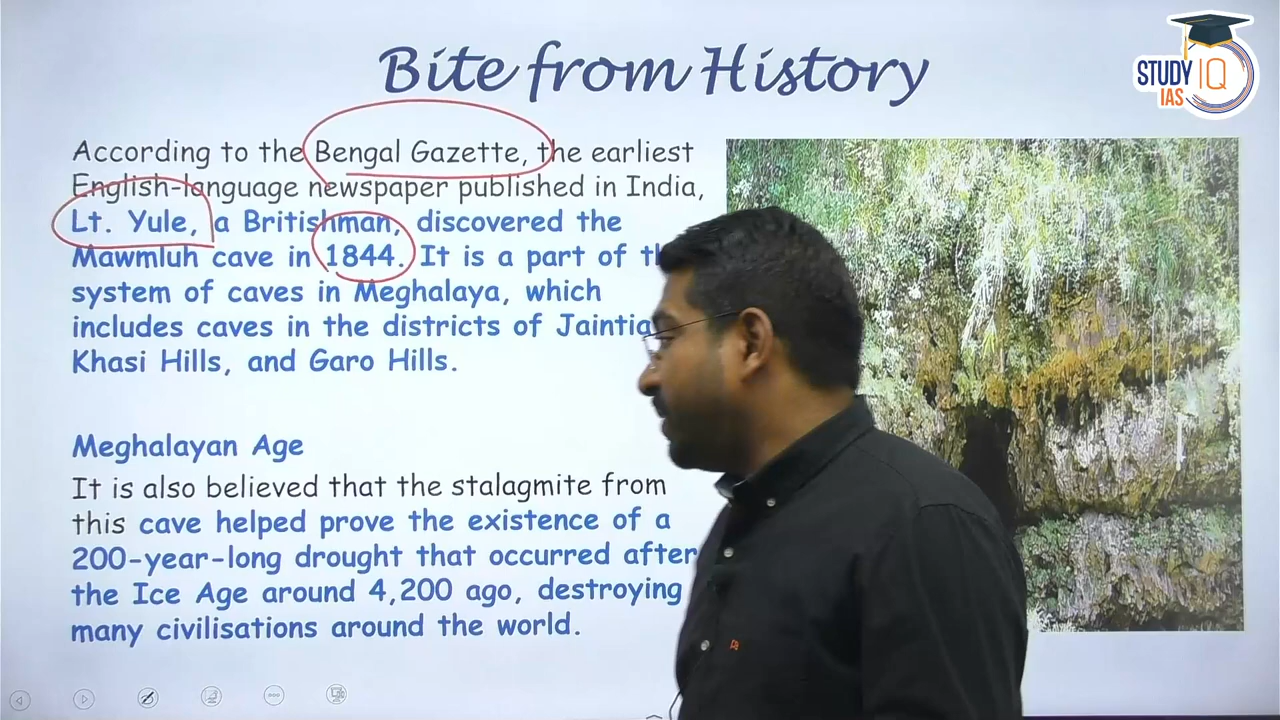 Bite from History
STUDY IQ
IAS
According to the Bengal Gazette, the earliest
English-language newspaper published in India,
Lt. Yule, a Britishman, discovered the
Mawmluh cave in 1844. It is a part of
system of caves in Meghalaya, which
includes caves in the districts of Jaintia
Khasi Hills, and Garo Hills.
Meghalayan Age
It is also believed that the stalagmite from
this cave helped prove the existence of a
200-year-long drought that occurred after
the Ice Age around 4,200 ago, destroying
many civilisations around the world.